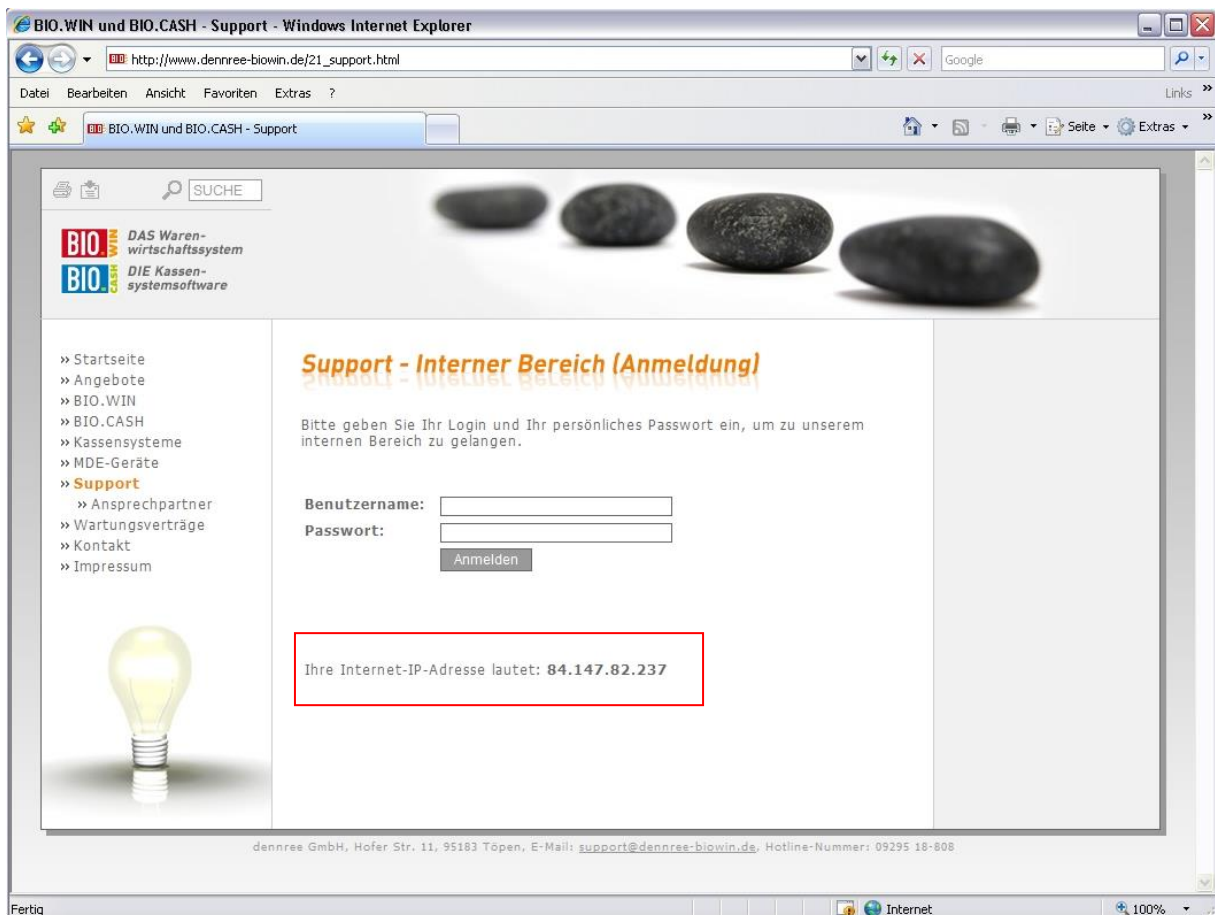 BIO.WIN und BIO.CASH - Support - Windows Internet Explorer
http://www.dennree-biowin.de/21_support.html
Google
Datei Bearbeiten Ansicht Favoriten Extras ?
Links »
BIO.WIN und BIO.CASH - Support
Seite
Extras
»
SUCHE
BIO.WIN DAS Waren-
wirtschaftssystem
BIO.CASH DIE Kassen-
systemsoftware
» Startseite
» Angebote
» BIO.WIN
» BIO.CASH
» Kassensysteme
» MDE-Geräte
» Support
» Ansprechpartner
» Wartungsverträge
» Kontakt
» Impressum
Support - Interner Bereich (Anmeldung)
Bitte geben Sie Ihr Login und Ihr persönliches Passwort ein, um zu unserem
internen Bereich zu gelangen.
Benutzername:
Passwort:
Anmelden
Ihre Internet-IP-Adresse lautet: 84.147.82.237
dennree GmbH, Hofer Str. 11, 95183 Töpen, E-Mail: support@dennree-biowin.de, Hotline-Nummer: 09295 18-808
Fertig
Internet
100%